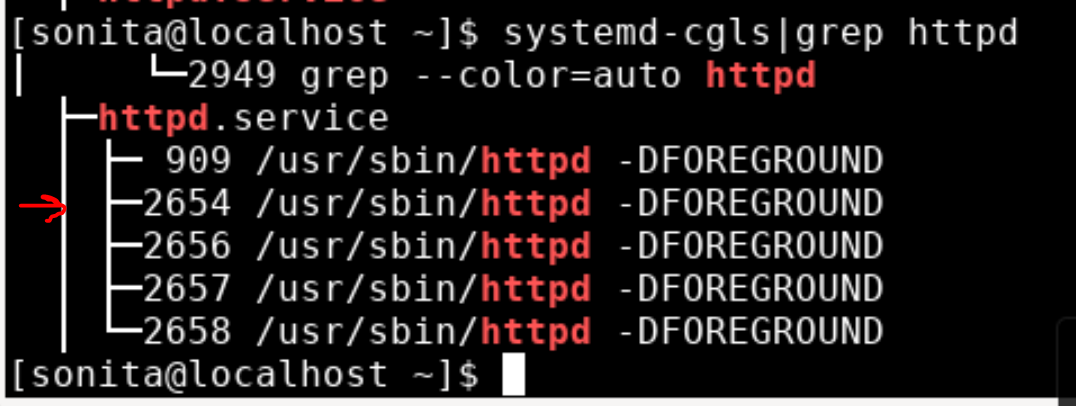 [sonita@localhost ~]$ systemd-cgls|grep httpd
│      └─2949 grep --color=auto httpd
  ├─httpd.service
  │ ├─ 909 /usr/sbin/httpd -DFOREGROUND
  │ ├─2654 /usr/sbin/httpd -DFOREGROUND
  │ ├─2656 /usr/sbin/httpd -DFOREGROUND
  │ ├─2657 /usr/sbin/httpd -DFOREGROUND
  │ └─2658 /usr/sbin/httpd -DFOREGROUND
[sonita@localhost ~]$